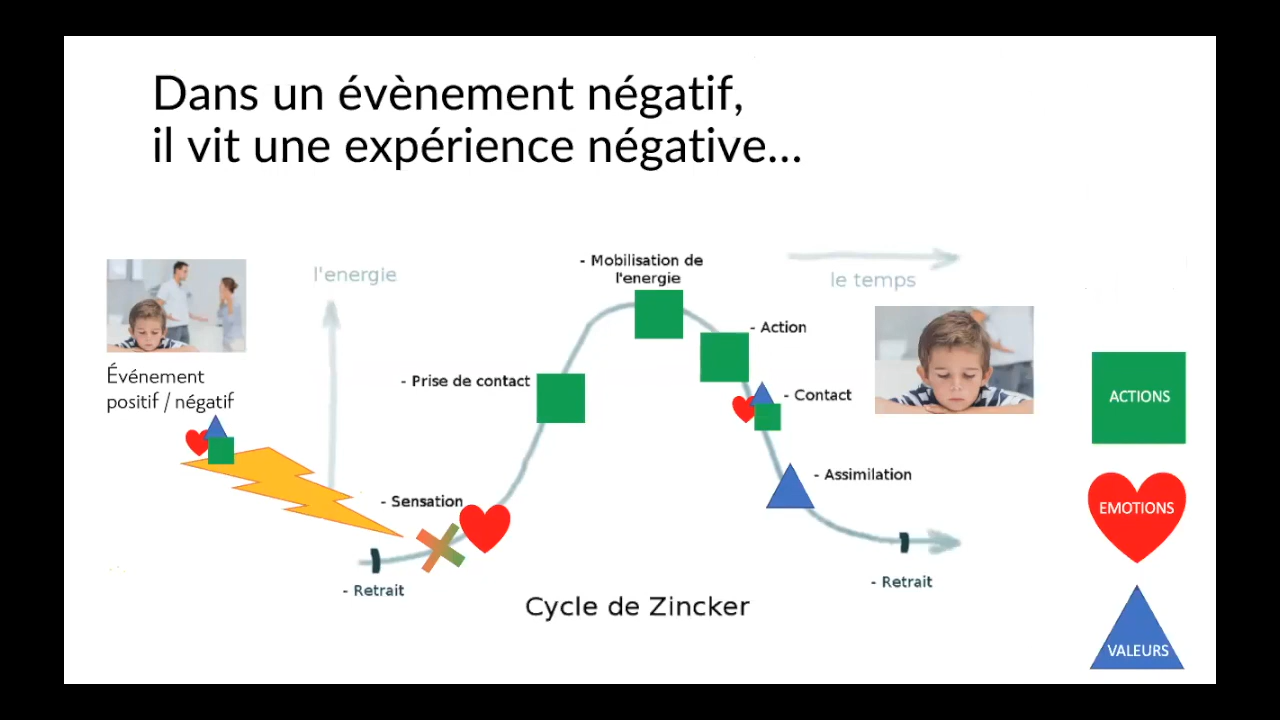 Dans un évènement négatif,
il vit une expérience négative...
- Mobilisation de
l'energie
l'energie
le temps
- Action
Événement
positif / négatif
- Prise de contact
- Contact
ACTIONS
- Assimilation
- Sensation
EMOTIONS
- Retrait
- Retrait
Cycle de Zincker
VALEURS